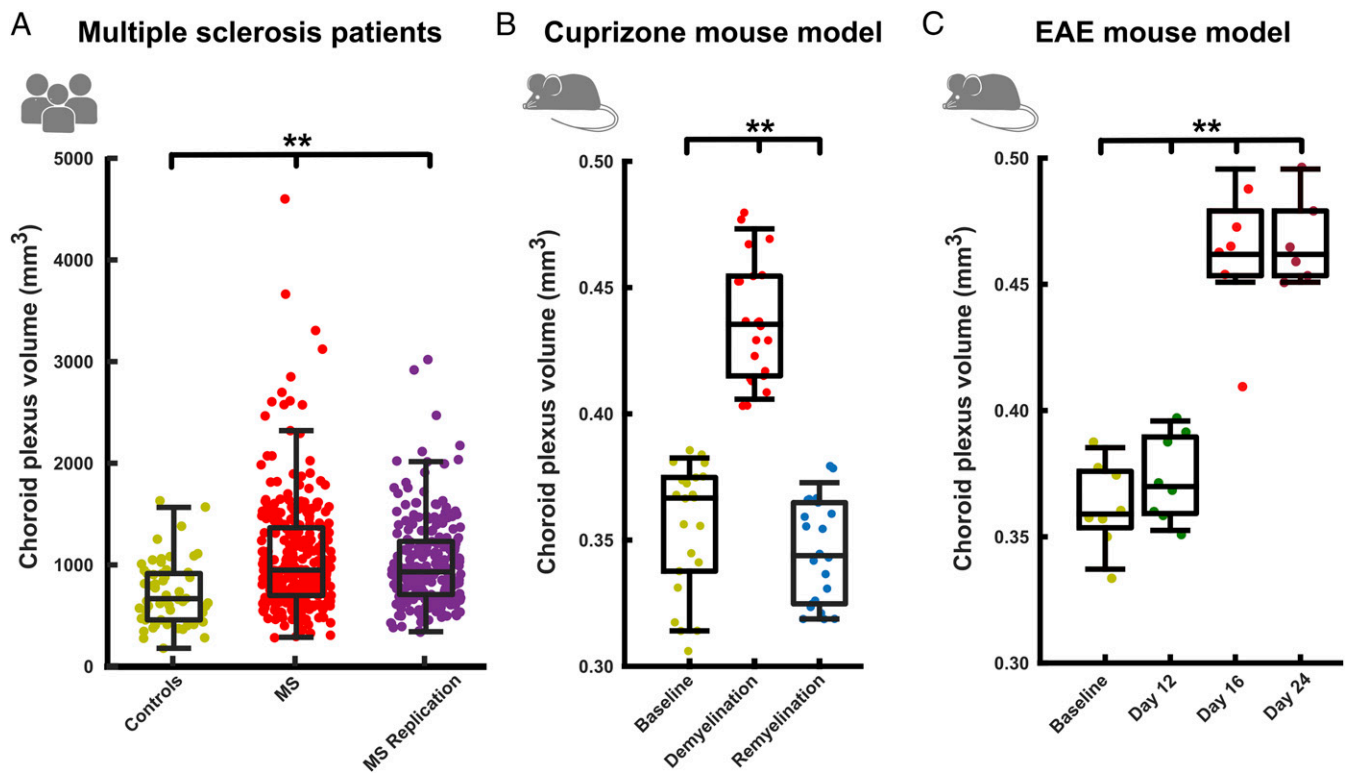 A Multiple sclerosis patients
**
Choroid plexus volume (mm3)
5000
4000
3000
2000
1000
0
Controls
MS
MS Replication
B Cuprizone mouse model
**
Choroid plexus volume (mm3)
0.50
0.45
0.40
0.35
0.30
Baseline
Demyelination
Remyelination
C EAE mouse model
**
Choroid plexus volume (mm3)
0.50
0.45
0.40
0.35
0.30
Baseline
Day 12
Day 16
Day 24